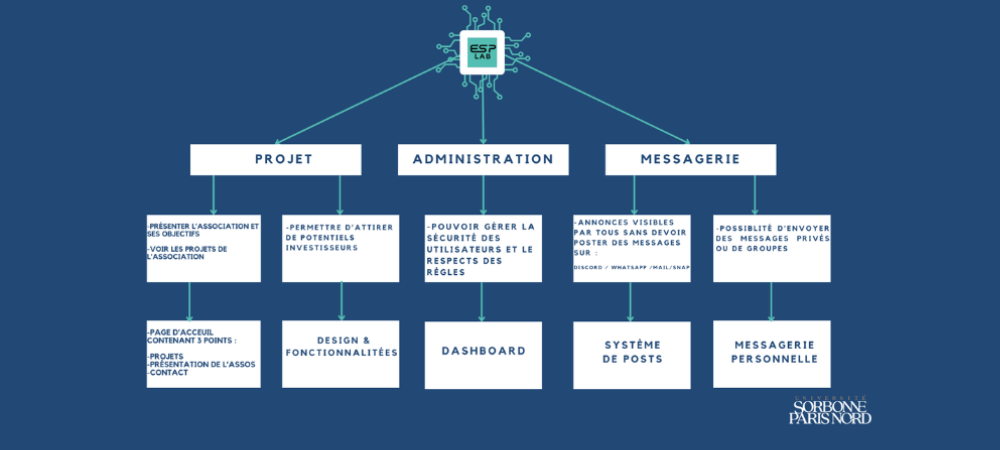 ESP
LAB
PROJET
ADMINISTRATION
MESSAGERIE
-PRÉSENTER L'ASSOCIATION ET
SES OBJECTIFS
-VOIR LES PROJETS DE
L'ASSOCIATION
-PERMETTRE D'ATTIRER
DE POTENTIELS
INVESTISSEURS
-POUVOIR GÉRER LA
SÉCURITÉ DES
UTILISATEURS ET LE
RESPECTS DES
RÈGLES
-ANNONCES VISIBLES
PAR TOUS SANS DEVOIR
POSTER DES MESSAGES
SUR :
DISCORD / WHATSAPP /MAIL/SNAP
-POSSIBLITÉ D'ENVOYER
DES MESSAGES PRIVÉS
OU DE GROUPES
-PAGE D'ACCEUIL
CONTENANT 3 POINTS :
-PROJETS
-PRÉSENTATION DE L'ASSOS
-CONTACT
DESIGN &
FONCTIONNALITÉES
DASHBOARD
SYSTÈME
DE POSTS
MESSAGERIE
PERSONNELLE
UNIVERSITÉ
SORBONNE
PARIS NORD